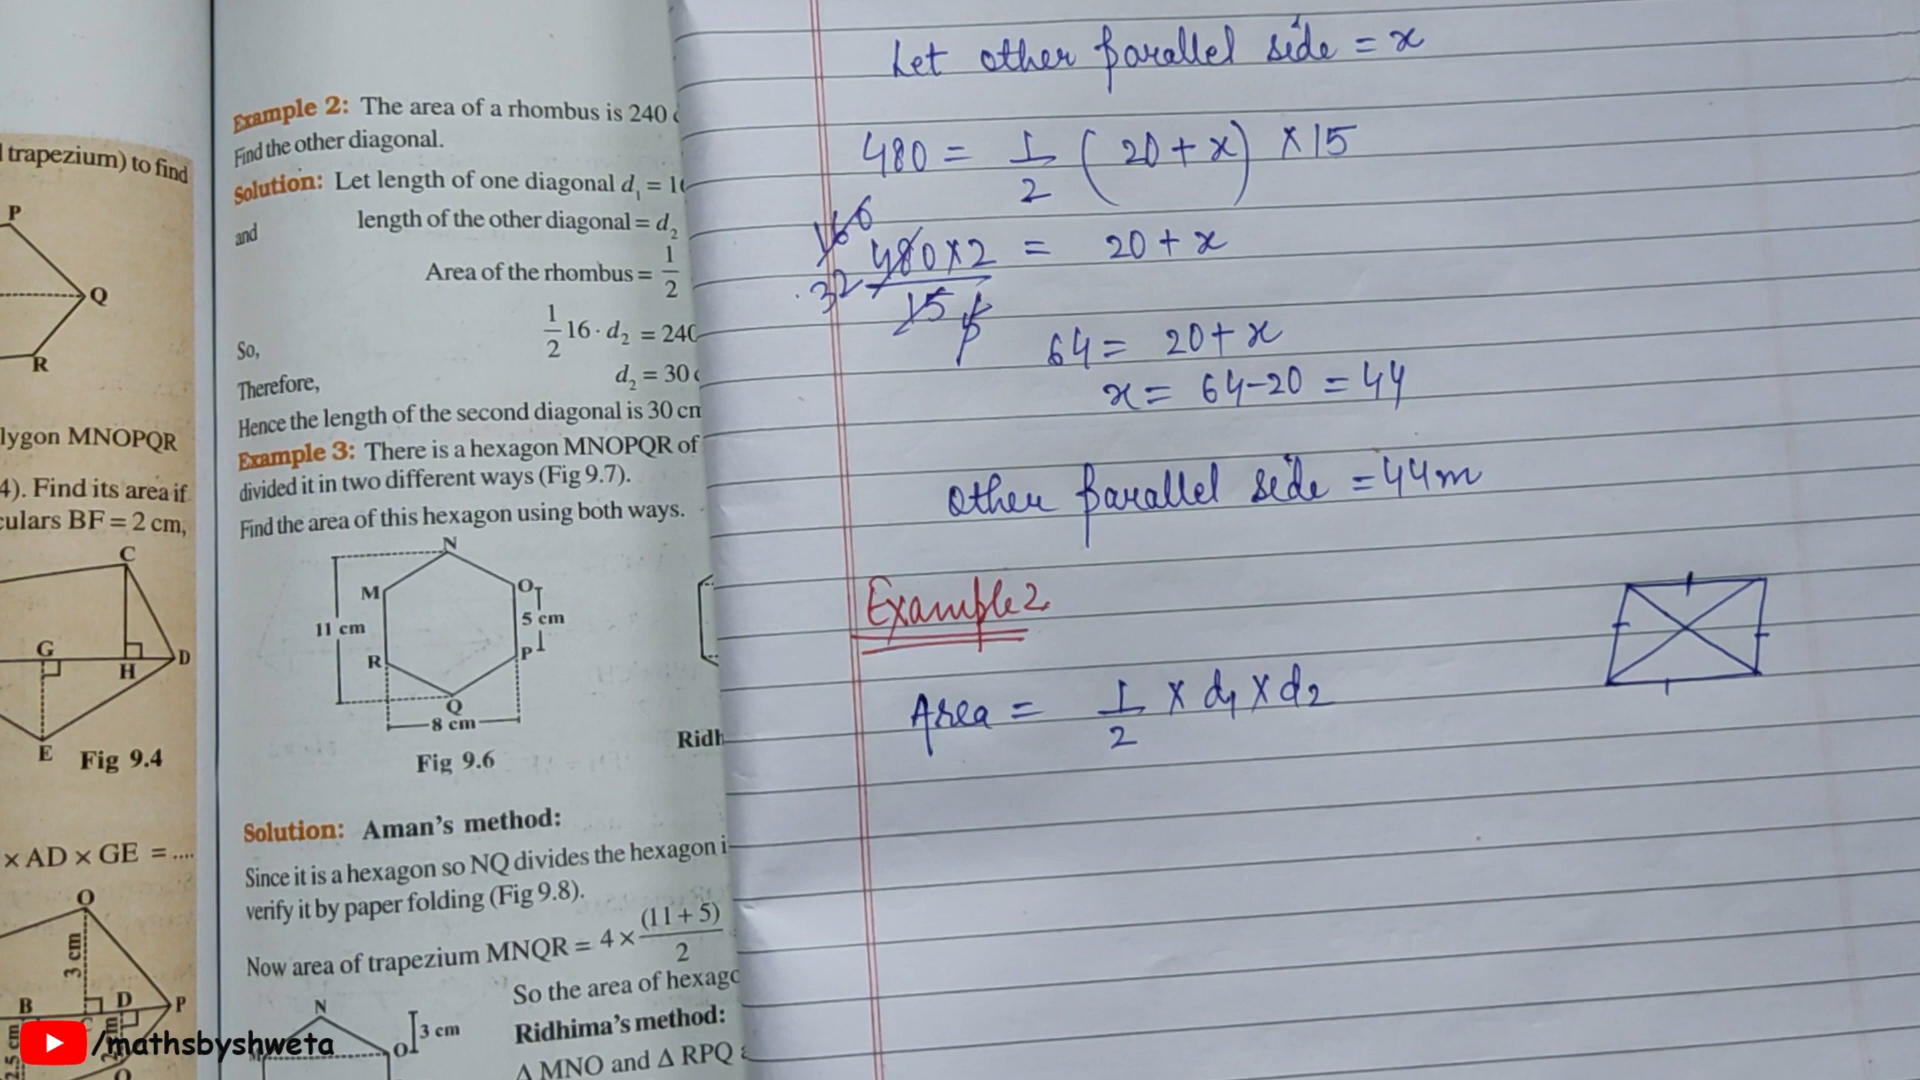 trapezium) to find
P
Q
R
lygon MNOPQR
4). Find its area if
culars BF = 2 cm,
C
G
H
D
E
Fig 9.4
× AD × GE = ....
O
3 cm
B
D
P
2.5 cm
Example 2: The area of a rhombus is 240
Find the other diagonal.
Solution: Let length of one diagonal d₁ = 1
and length of the other diagonal = d₂
Area of the rhombus = 1/2
So, 1/2 16 · d₂ = 240
Therefore, d₂ = 30
Hence the length of the second diagonal is 30 cm
Example 3: There is a hexagon MNOPQR of
divided it in two different ways (Fig 9.7).
Find the area of this hexagon using both ways.
N
M
O
11 cm
5 cm
R
P
Q
8 cm
Fig 9.6
Ridh
Solution: Aman's method:
Since it is a hexagon so NQ divides the hexagon i
verify it by paper folding (Fig 9.8).
Now area of trapezium MNQR = 4 × (11 + 5)/2
So the area of hexago
N
3 cm
O
Ridhima's method:
Δ MNO and Δ RPQ
/mathsbyshweta
Let other parallel side = x
480 = 1/2 (20 + x) × 15
480×2/15 = 20 + x
32
64 = 20 + x
x = 64 - 20 = 44
Other parallel side = 44m
Example 2
Area = 1/2 × d₁ × d₂